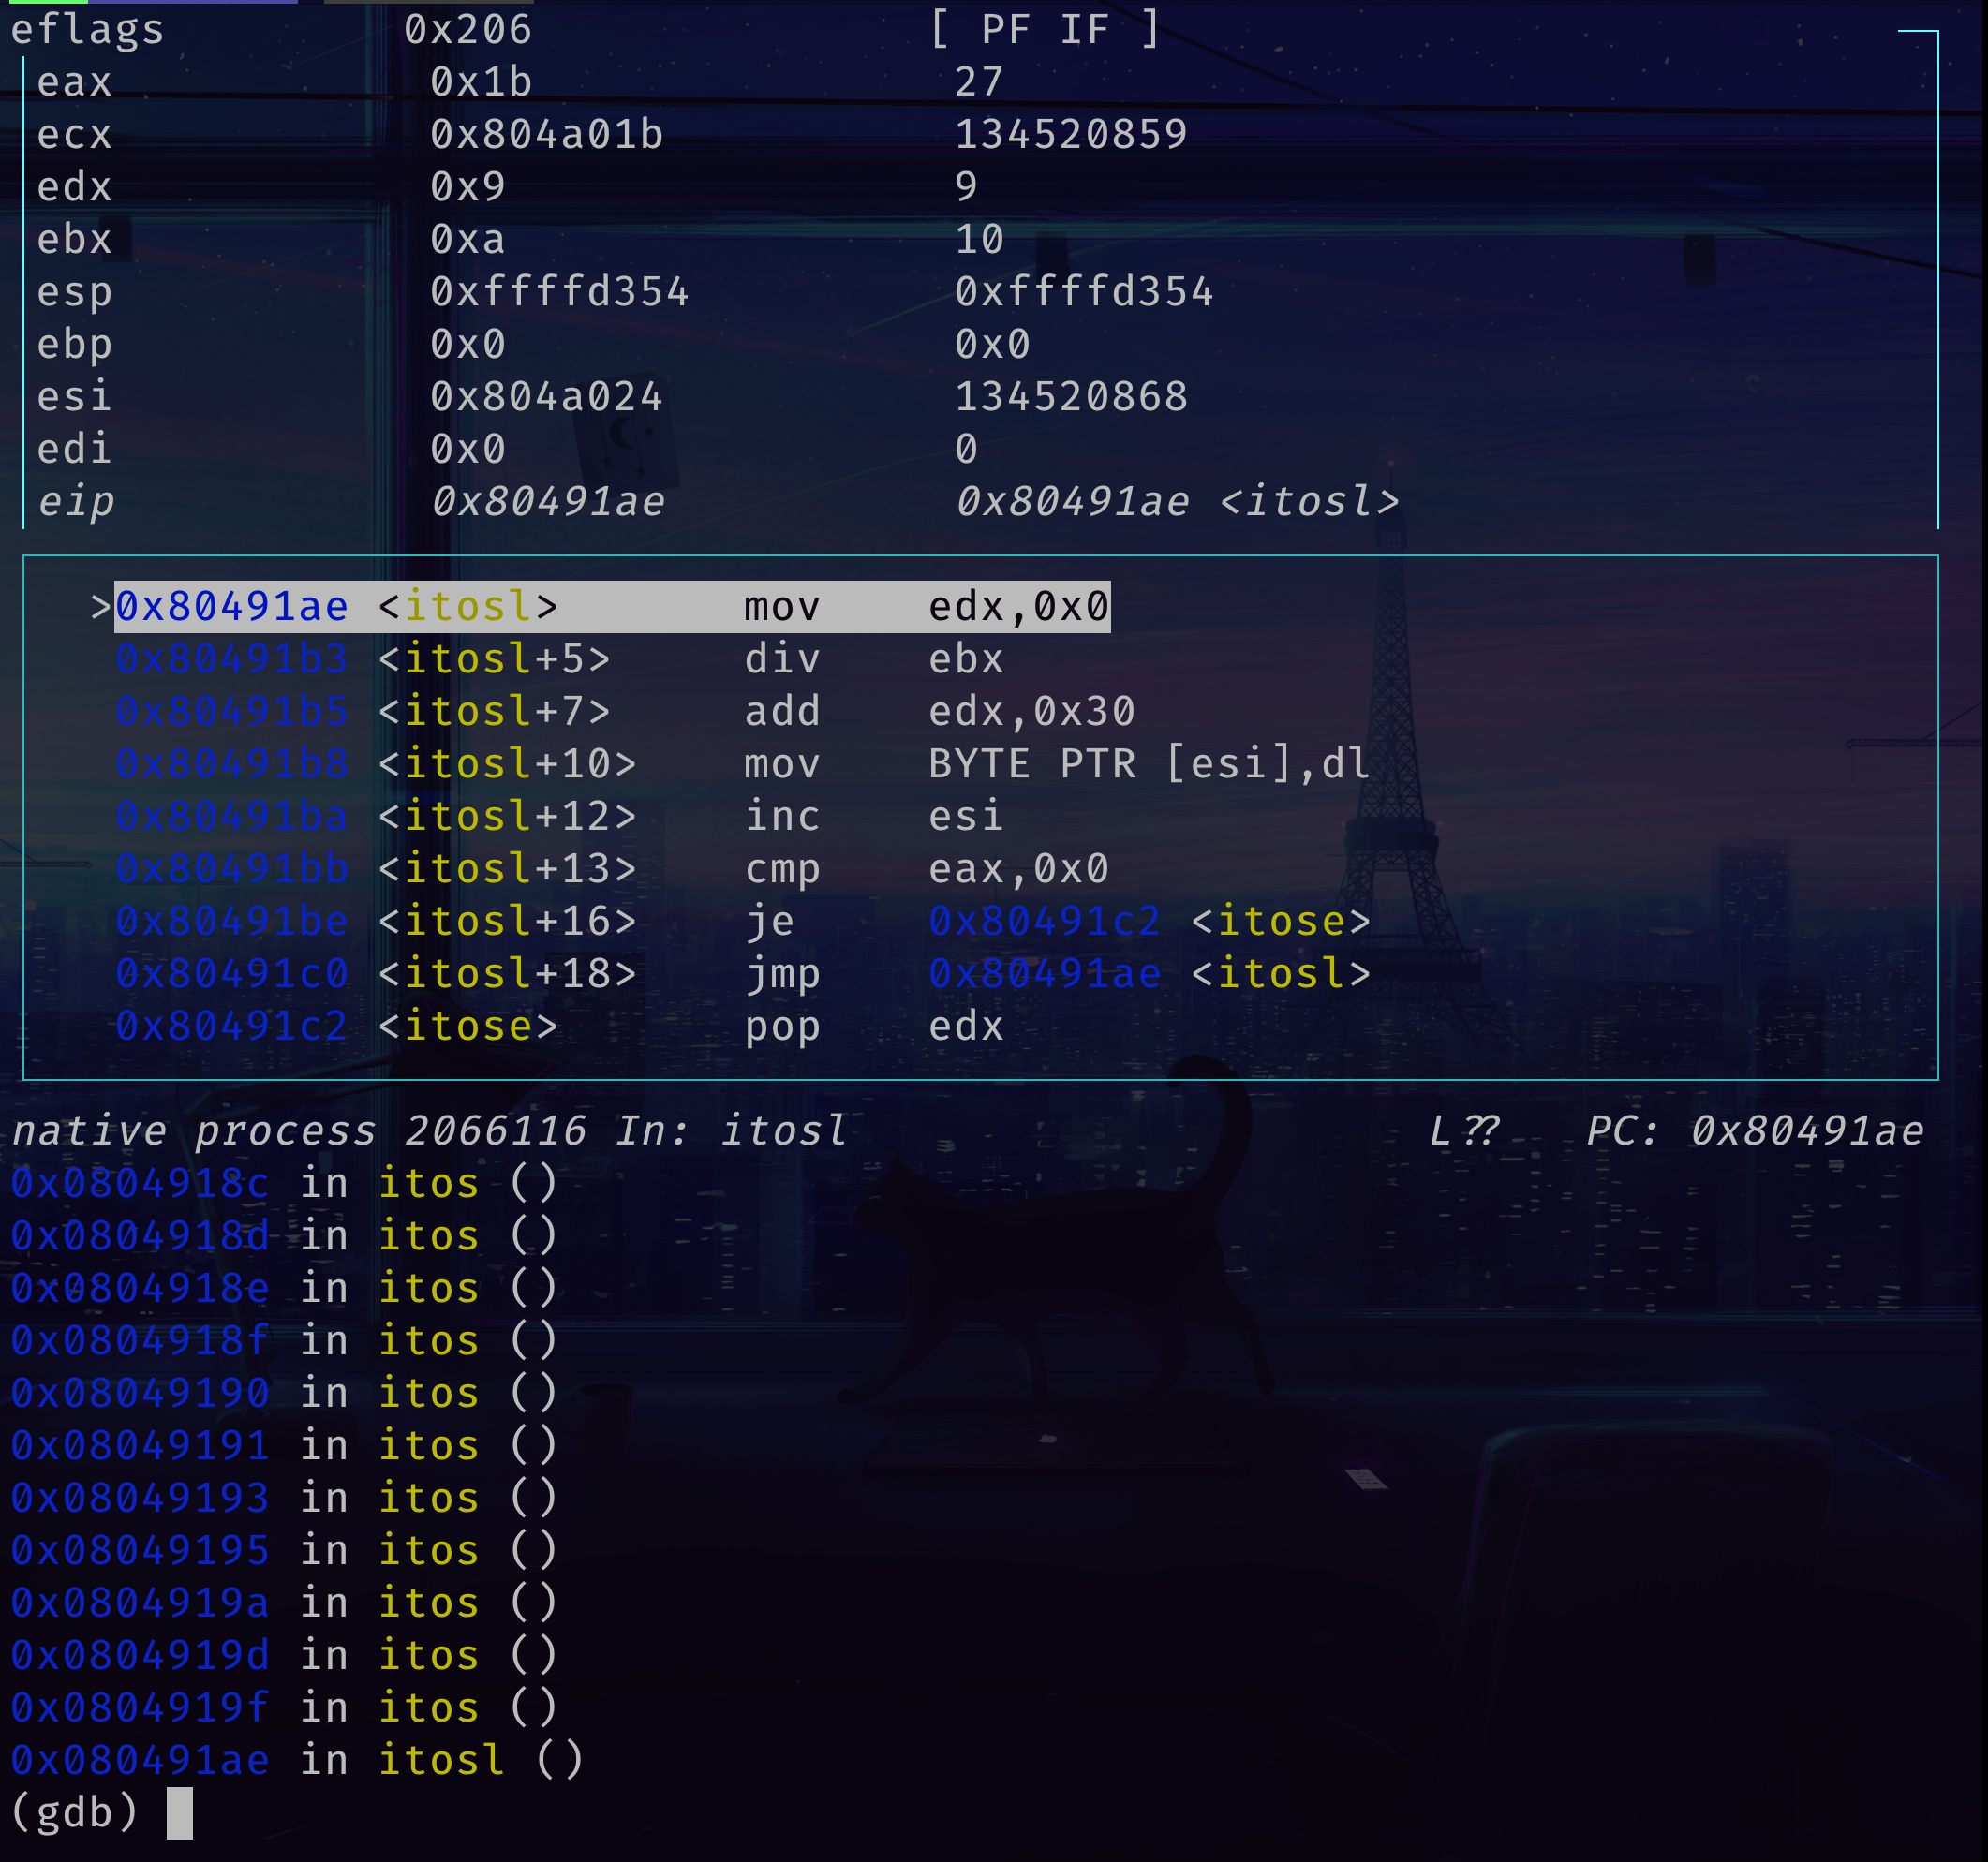 eflags 0x206 [ PF IF ]
eax 0x1b 27
ecx 0x804a01b 134520859
edx 0x9 9
ebx 0xa 10
esp 0xffffd354 0xffffd354
ebp 0x0 0x0
esi 0x804a024 134520868
edi 0x0 0
eip 0x80491ae 0x80491ae <itosl>
>0x80491ae <itosl> mov edx,0x0
0x80491b3 <itosl+5> div ebx
0x80491b5 <itosl+7> add edx,0x30
0x80491b8 <itosl+10> mov BYTE PTR [esi],dl
0x80491ba <itosl+12> inc esi
0x80491bb <itosl+13> cmp eax,0x0
0x80491be <itosl+16> je 0x80491c2 <itose>
0x80491c0 <itosl+18> jmp 0x80491ae <itosl>
0x80491c2 <itose> pop edx
native process 2066116 In: itosl L?? PC: 0x80491ae
0x0804918c in itos ()
0x0804918d in itos ()
0x0804918e in itos ()
0x0804918f in itos ()
0x08049190 in itos ()
0x08049191 in itos ()
0x08049193 in itos ()
0x08049195 in itos ()
0x0804919a in itos ()
0x0804919d in itos ()
0x0804919f in itos ()
0x080491ae in itosl ()
(gdb)